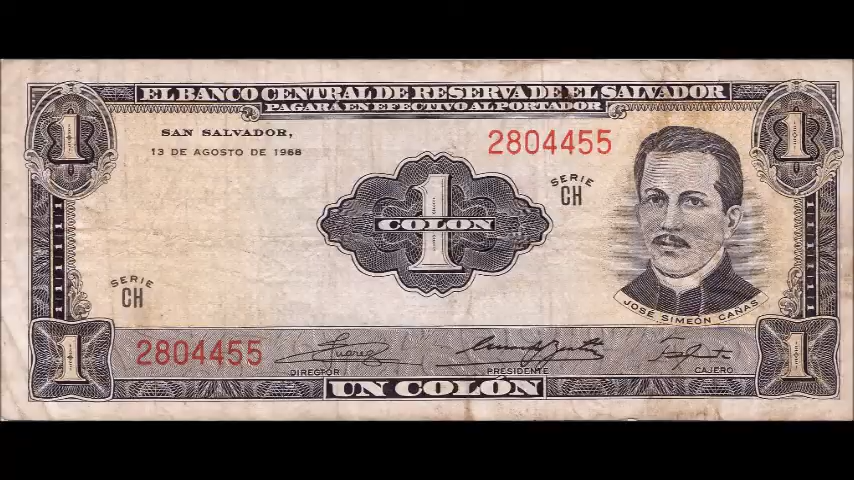 EL BANCO CENTRAL DE RESERVA DE EL SALVADOR
PAGARÁ EN EFECTIVO AL PORTADOR
1 1
SAN SALVADOR,
13 DE AGOSTO DE 1968
2804455
SERIE
CH
1
COLON
SERIE
CH
JOSÉ SIMEÓN CAÑAS
2804455
DIRECTOR PRESIDENTE CAJERO
1 1
UN COLÓN